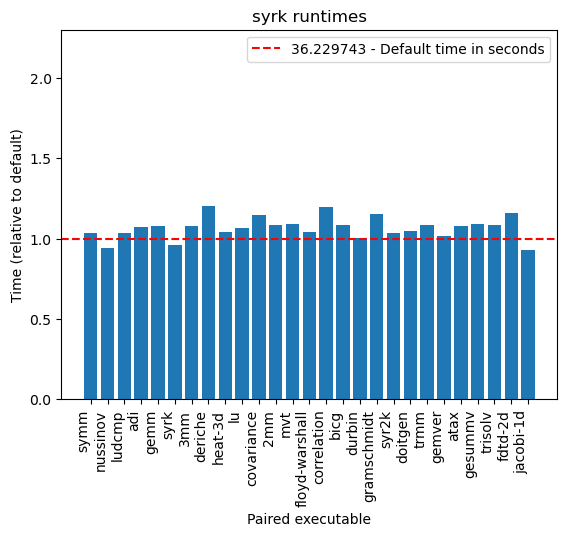 syrk runtimes
36.229743 - Default time in seconds
Time (relative to default)
2.0
1.5
1.0
0.5
0.0
symm
nussinov
ludcmp
adi
gemm
syrk
3mm
deriche
heat-3d
lu
covariance
2mm
mvt
floyd-warshall
correlation
bicg
durbin
gramschmidt
syr2k
doitgen
trmm
gemver
atax
gesummv
trisolv
fdtd-2d
jacobi-1d
Paired executable